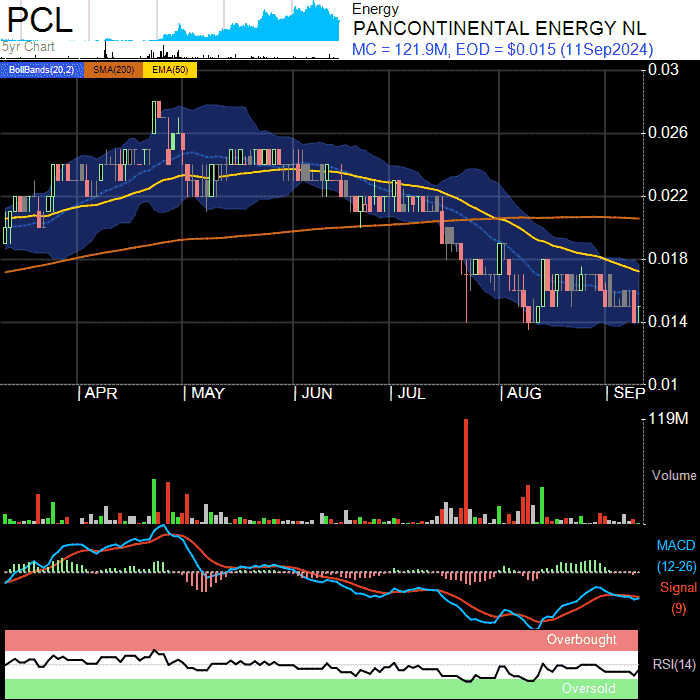 PCL
5yr Chart
Energy
PANCONTINENTAL ENERGY NL
MC = 121.9M, EOD = $0.015 (11Sep2024)
BollBands(20,2) SMA(200) EMA(50)
0.03
0.026
0.022
0.018
0.014
0.01
APR MAY JUN JUL AUG SEP
119M
Volume
MACD
(12-26)
Signal
(9)
Overbought
RSI(14)
Oversold